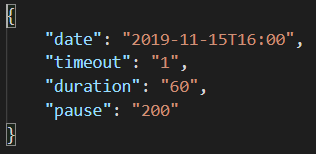 {
    "date": "2019-11-15T16:00",
    "timeout": "1",
    "duration": "60",
    "pause": "200"
}